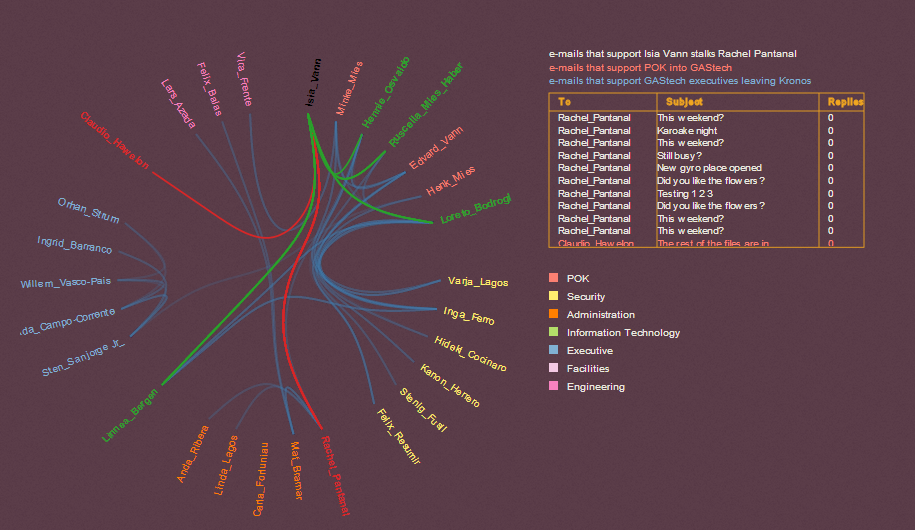 e-mails that support Isia Vann stalks Rachel Pantanal
e-mails that support POK into GAStech
e-mails that support GAStech executives leaving Kronos
To Subject Replies
Rachel_Pantanal This weekend? 0
Rachel_Pantanal Karoake night 0
Rachel_Pantanal This weekend? 0
Rachel_Pantanal Still busy? 0
Rachel_Pantanal New gyro place opened 0
Rachel_Pantanal Did you like the flowers? 0
Rachel_Pantanal Testing 1 2 3 0
Rachel_Pantanal Did you like the flowers? 0
Rachel_Pantanal This weekend? 0
Rachel_Pantanal This weekend? 0
Claudio_Hawelon The rest of the files are in 0
POK
Security
Administration
Information Technology
Executive
Facilities
Engineering
Isia_Vann
Minke_Mies
Hennie_Osvaldo
Ruscella_Mies_Haber
Edvard_Vann
Henk_Mies
Loreto_Bodrogi
Varja_Lagos
Inga_Ferro
Hideki_Cocinaro
Kanon_Herrero
Stenig_Fusil
Felix_Resumir
Rachel_Pantanal
Mat_Bramar
Carla_Forluniau
Linda_Lagos
Anda_Ribera
Linnea_Bergen
Sten_Sanjorge Jr_
da_Campo-Corrente
Willem_Vasco-Pais
Ingrid_Barranco
Orhan_Strum
Claudio_Hawelon
Lars_Azada
Felix_Balas
Vira_Frente